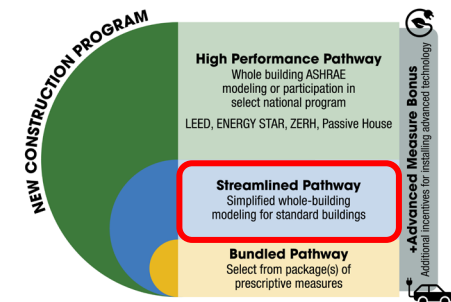 NEW CONSTRUCTION PROGRAM
High Performance Pathway
Whole building ASHRAE
modeling or participation in
select national program
LEED, ENERGY STAR, ZERH, Passive House
Streamlined Pathway
Simplified whole-building
modeling for standard buildings
Bundled Pathway
Select from package(s) of
prescriptive measures
+Advanced Measure Bonus
Additional incentives for installing advanced technology